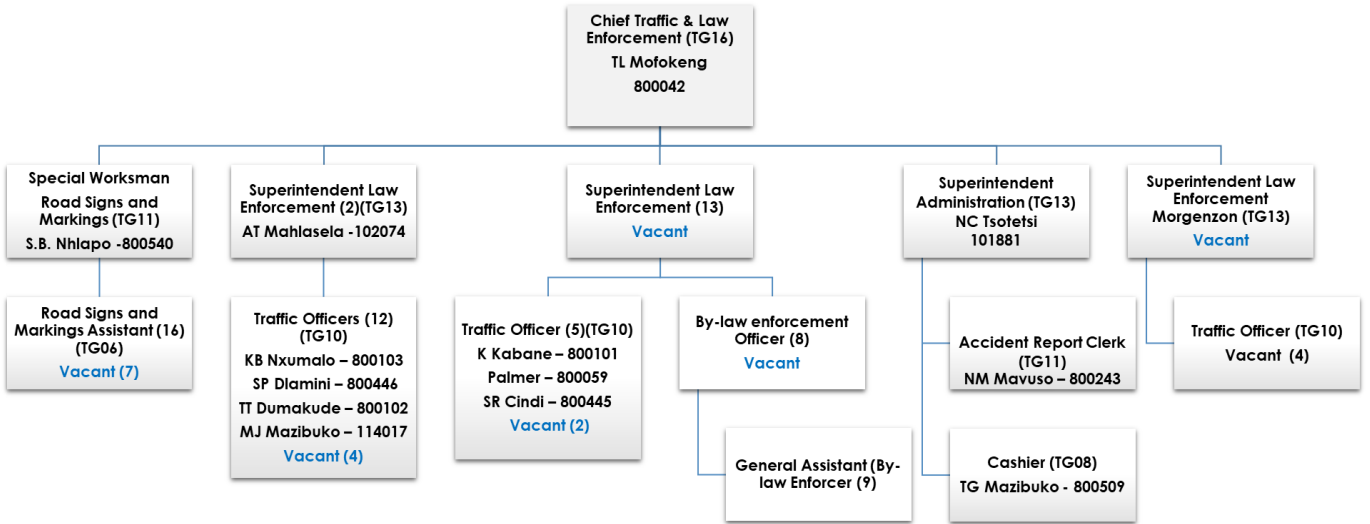 Chief Traffic & Law
Enforcement (TG16)
TL Mofokeng
800042
Special Worksman
Road Signs and
Markings (TG11)
S.B. Nhlapo -800540
Superintendent Law
Enforcement (2)(TG13)
AT Mahlasela -102074
Superintendent Law
Enforcement (13)
Vacant
Superintendent
Administration (TG13)
NC Tsotetsi
101881
Superintendent Law
Enforcement
Morgenzon (TG13)
Vacant
Road Signs and
Markings Assistant (16)
(TG06)
Vacant (7)
Traffic Officers (12)
(TG10)
KB Nxumalo – 800103
SP Dlamini – 800446
TT Dumakude – 800102
MJ Mazibuko – 114017
Vacant (4)
Traffic Officer (5)(TG10)
K Kabane – 800101
Palmer – 800059
SR Cindi – 800445
Vacant (2)
By-law enforcement
Officer (8)
Vacant
General Assistant (By-
law Enforcer (9)
Accident Report Clerk
(TG11)
NM Mavuso – 800243
Cashier (TG08)
TG Mazibuko - 800509
Traffic Officer (TG10)
Vacant (4)